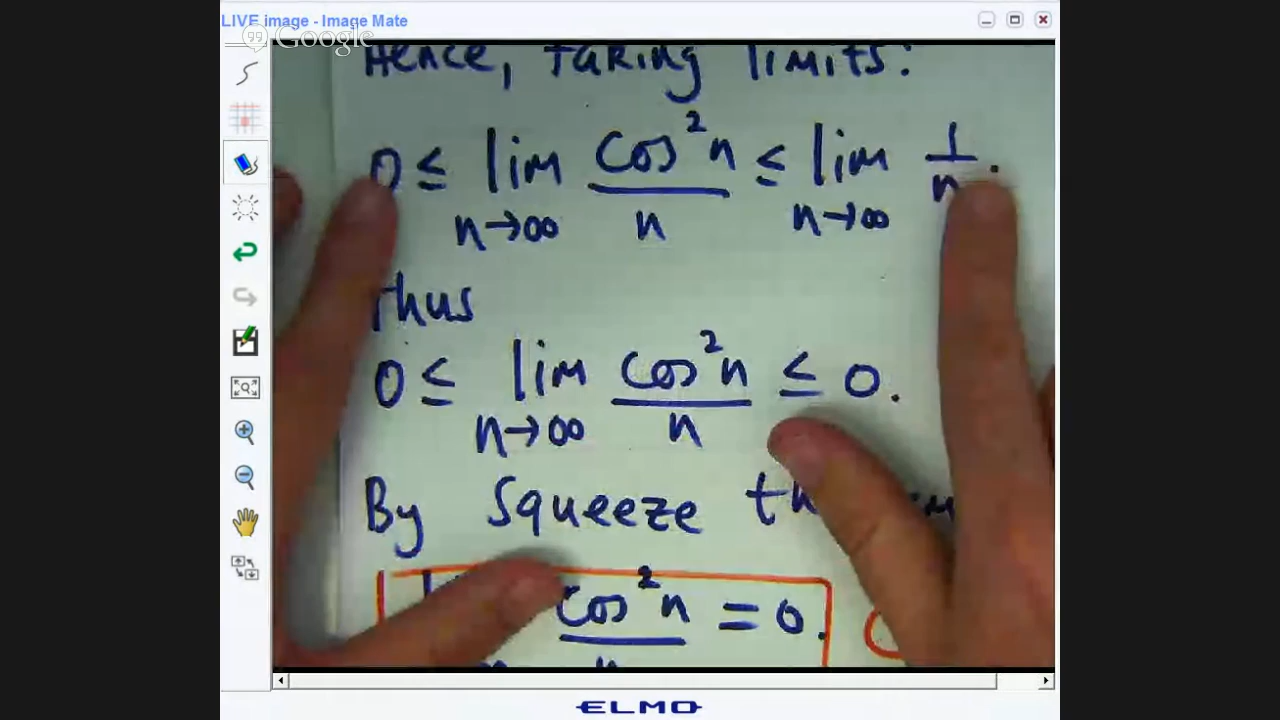 LIVE image - Image Mate
Google
Hence, taking limits:
0 ≤ lim n→∞ cos²n / n ≤ lim n→∞ 1 / n.
Thus
0 ≤ lim n→∞ cos²n / n ≤ 0.
By Squeeze
cos²n / n = 0.
ELMO